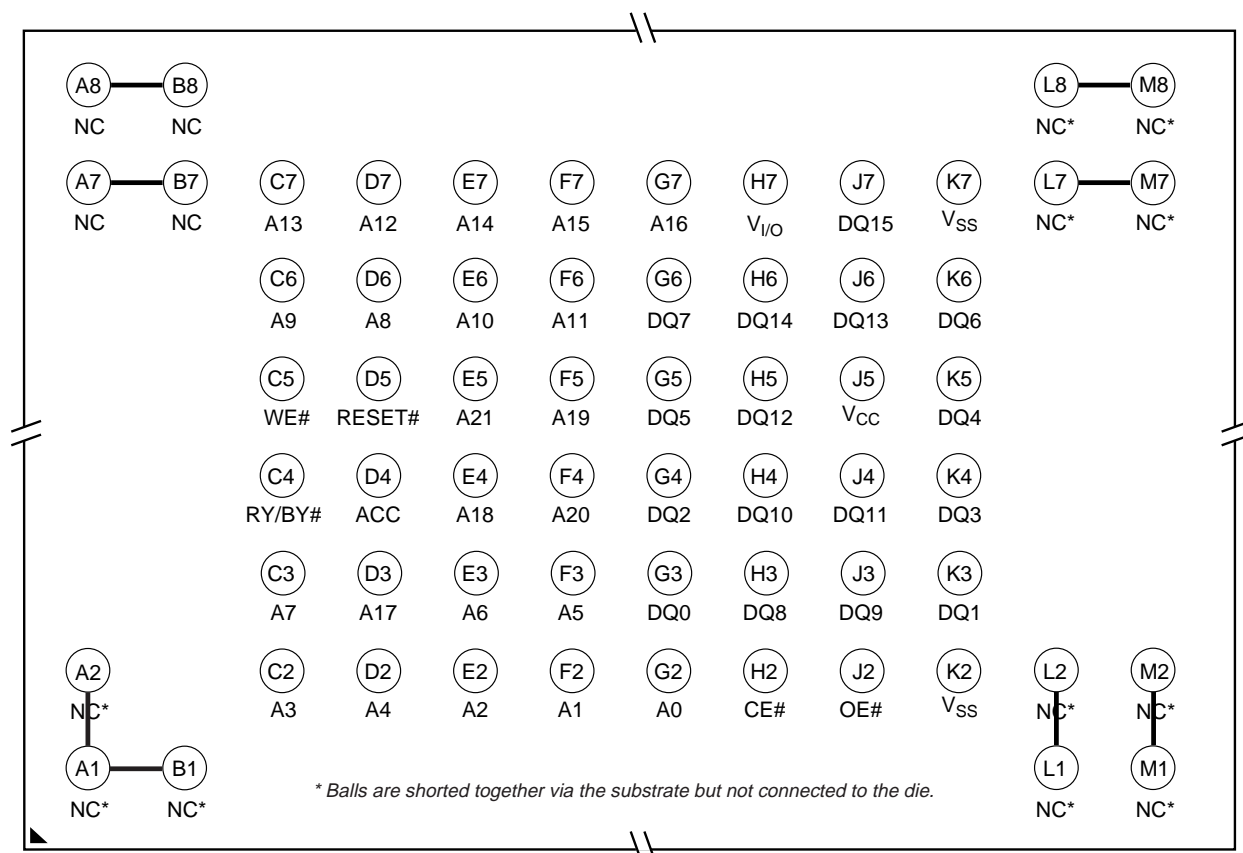 A8 B8 L8 M8
NC NC NC* NC*
A7 B7 C7 D7 E7 F7 G7 H7 J7 K7 L7 M7
NC NC A13 A12 A14 A15 A16 VI/O DQ15 VSS NC* NC*
C6 D6 E6 F6 G6 H6 J6 K6
A9 A8 A10 A11 DQ7 DQ14 DQ13 DQ6
C5 D5 E5 F5 G5 H5 J5 K5
WE# RESET# A21 A19 DQ5 DQ12 VCC DQ4
C4 D4 E4 F4 G4 H4 J4 K4
RY/BY# ACC A18 A20 DQ2 DQ10 DQ11 DQ3
C3 D3 E3 F3 G3 H3 J3 K3
A7 A17 A6 A5 DQ0 DQ8 DQ9 DQ1
A2 C2 D2 E2 F2 G2 H2 J2 K2 L2 M2
NC* A3 A4 A2 A1 A0 CE# OE# VSS NC* NC*
A1 B1 L1 M1
NC* NC* NC* NC*
* Balls are shorted together via the substrate but not connected to the die.